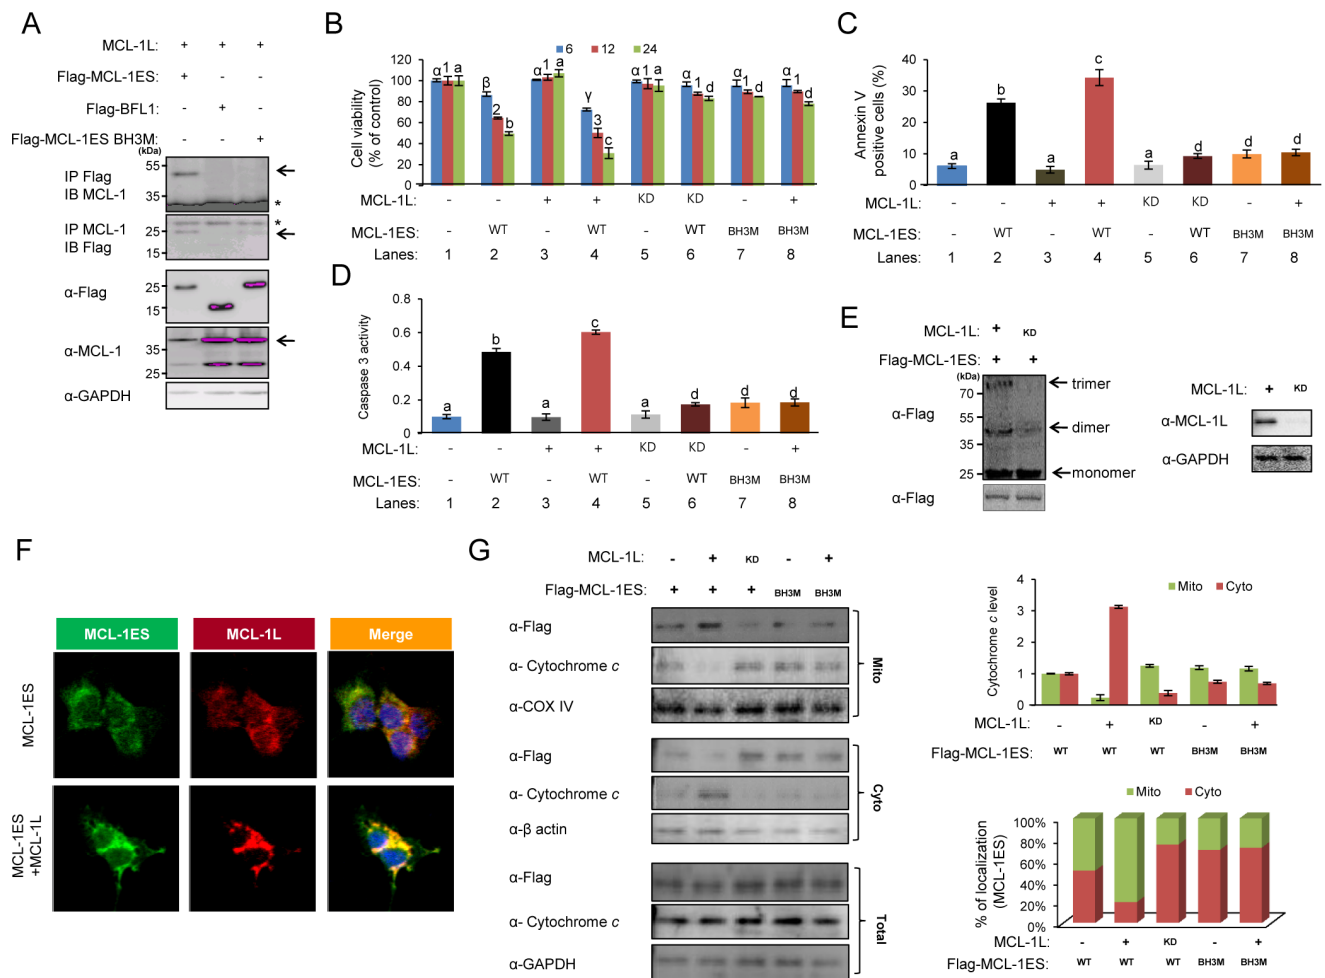 A
MCL-1L: + + +
Flag-MCL-1ES: + - -
Flag-BFL1: - + -
Flag-MCL-1ES BH3M: - - +
(kDa)
55
IP Flag
IB MCL-1
35
*
IP MCL-1
IB Flag
*
25
15
α-Flag
25
15
α-MCL-1
35
25
α-GAPDH
B
6 12 24
Cell viability
(% of control)
120
100
80
60
40
20
0
α 1 a β 2 b α 1 a γ 3 c α 1 a α 1 d α 1 d α 1 d
MCL-1L: - - + + KD KD - +
MCL-1ES: - WT - WT - WT BH3M BH3M
Lanes: 1 2 3 4 5 6 7 8
C
Annexin V
positive cells (%)
40
30
20
10
0
a b a c a d d d
MCL-1L: - - + + KD KD - +
MCL-1ES: - WT - WT - WT BH3M BH3M
Lanes: 1 2 3 4 5 6 7 8
D
Caspase 3 activity
0.8
0.6
0.4
0.2
0
a b a c a d d d
MCL-1L: - - + + KD KD - +
MCL-1ES: - WT - WT - WT BH3M BH3M
Lanes: 1 2 3 4 5 6 7 8
E
MCL-1L: + KD
Flag-MCL-1ES: + +
(kDa)
α-Flag
70
55
35
25
trimer
dimer
monomer
α-Flag
MCL-1L: + KD
α-MCL-1L
α-GAPDH
F
MCL-1ES MCL-1L Merge
MCL-1ES
MCL-1ES
+MCL-1L
G
MCL-1L: - + KD - +
Flag-MCL-1ES: + + + BH3M BH3M
α-Flag
α- Cytochrome c
α-COX IV
Mito
α-Flag
α- Cytochrome c
α-β actin
Cyto
α-Flag
α- Cytochrome c
α-GAPDH
Total
Mito Cyto
Cytochrome c level
4
3
2
1
0
MCL-1L: - + KD - +
Flag-MCL-1ES: WT WT WT BH3M BH3M
Mito Cyto
% of localization
(MCL-1ES)
100%
80%
60%
40%
20%
0%
MCL-1L: - + KD - +
Flag-MCL-1ES: WT WT WT BH3M BH3M